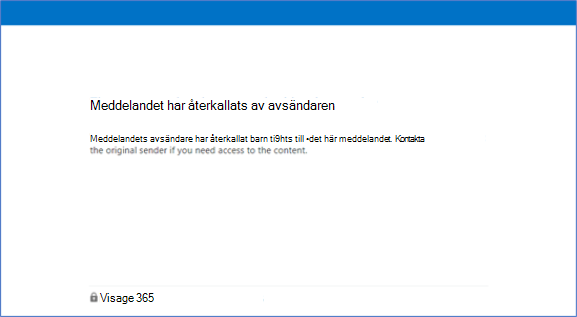 Meddelandet har återkallats av avsändaren
Meddelandets avsändare har återkallat barn ti9hts till •det här meddelandet. Kontakta
the original sender if you need access to the content.
Visage 365